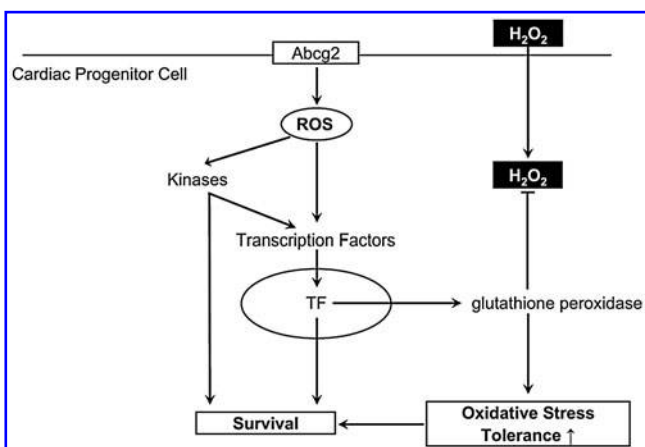 H₂O₂
Abcg2
Cardiac Progenitor Cell
ROS
Kinases
H₂O₂
Transcription Factors
TF
glutathione peroxidase
Survival
Oxidative Stress
Tolerance ↑